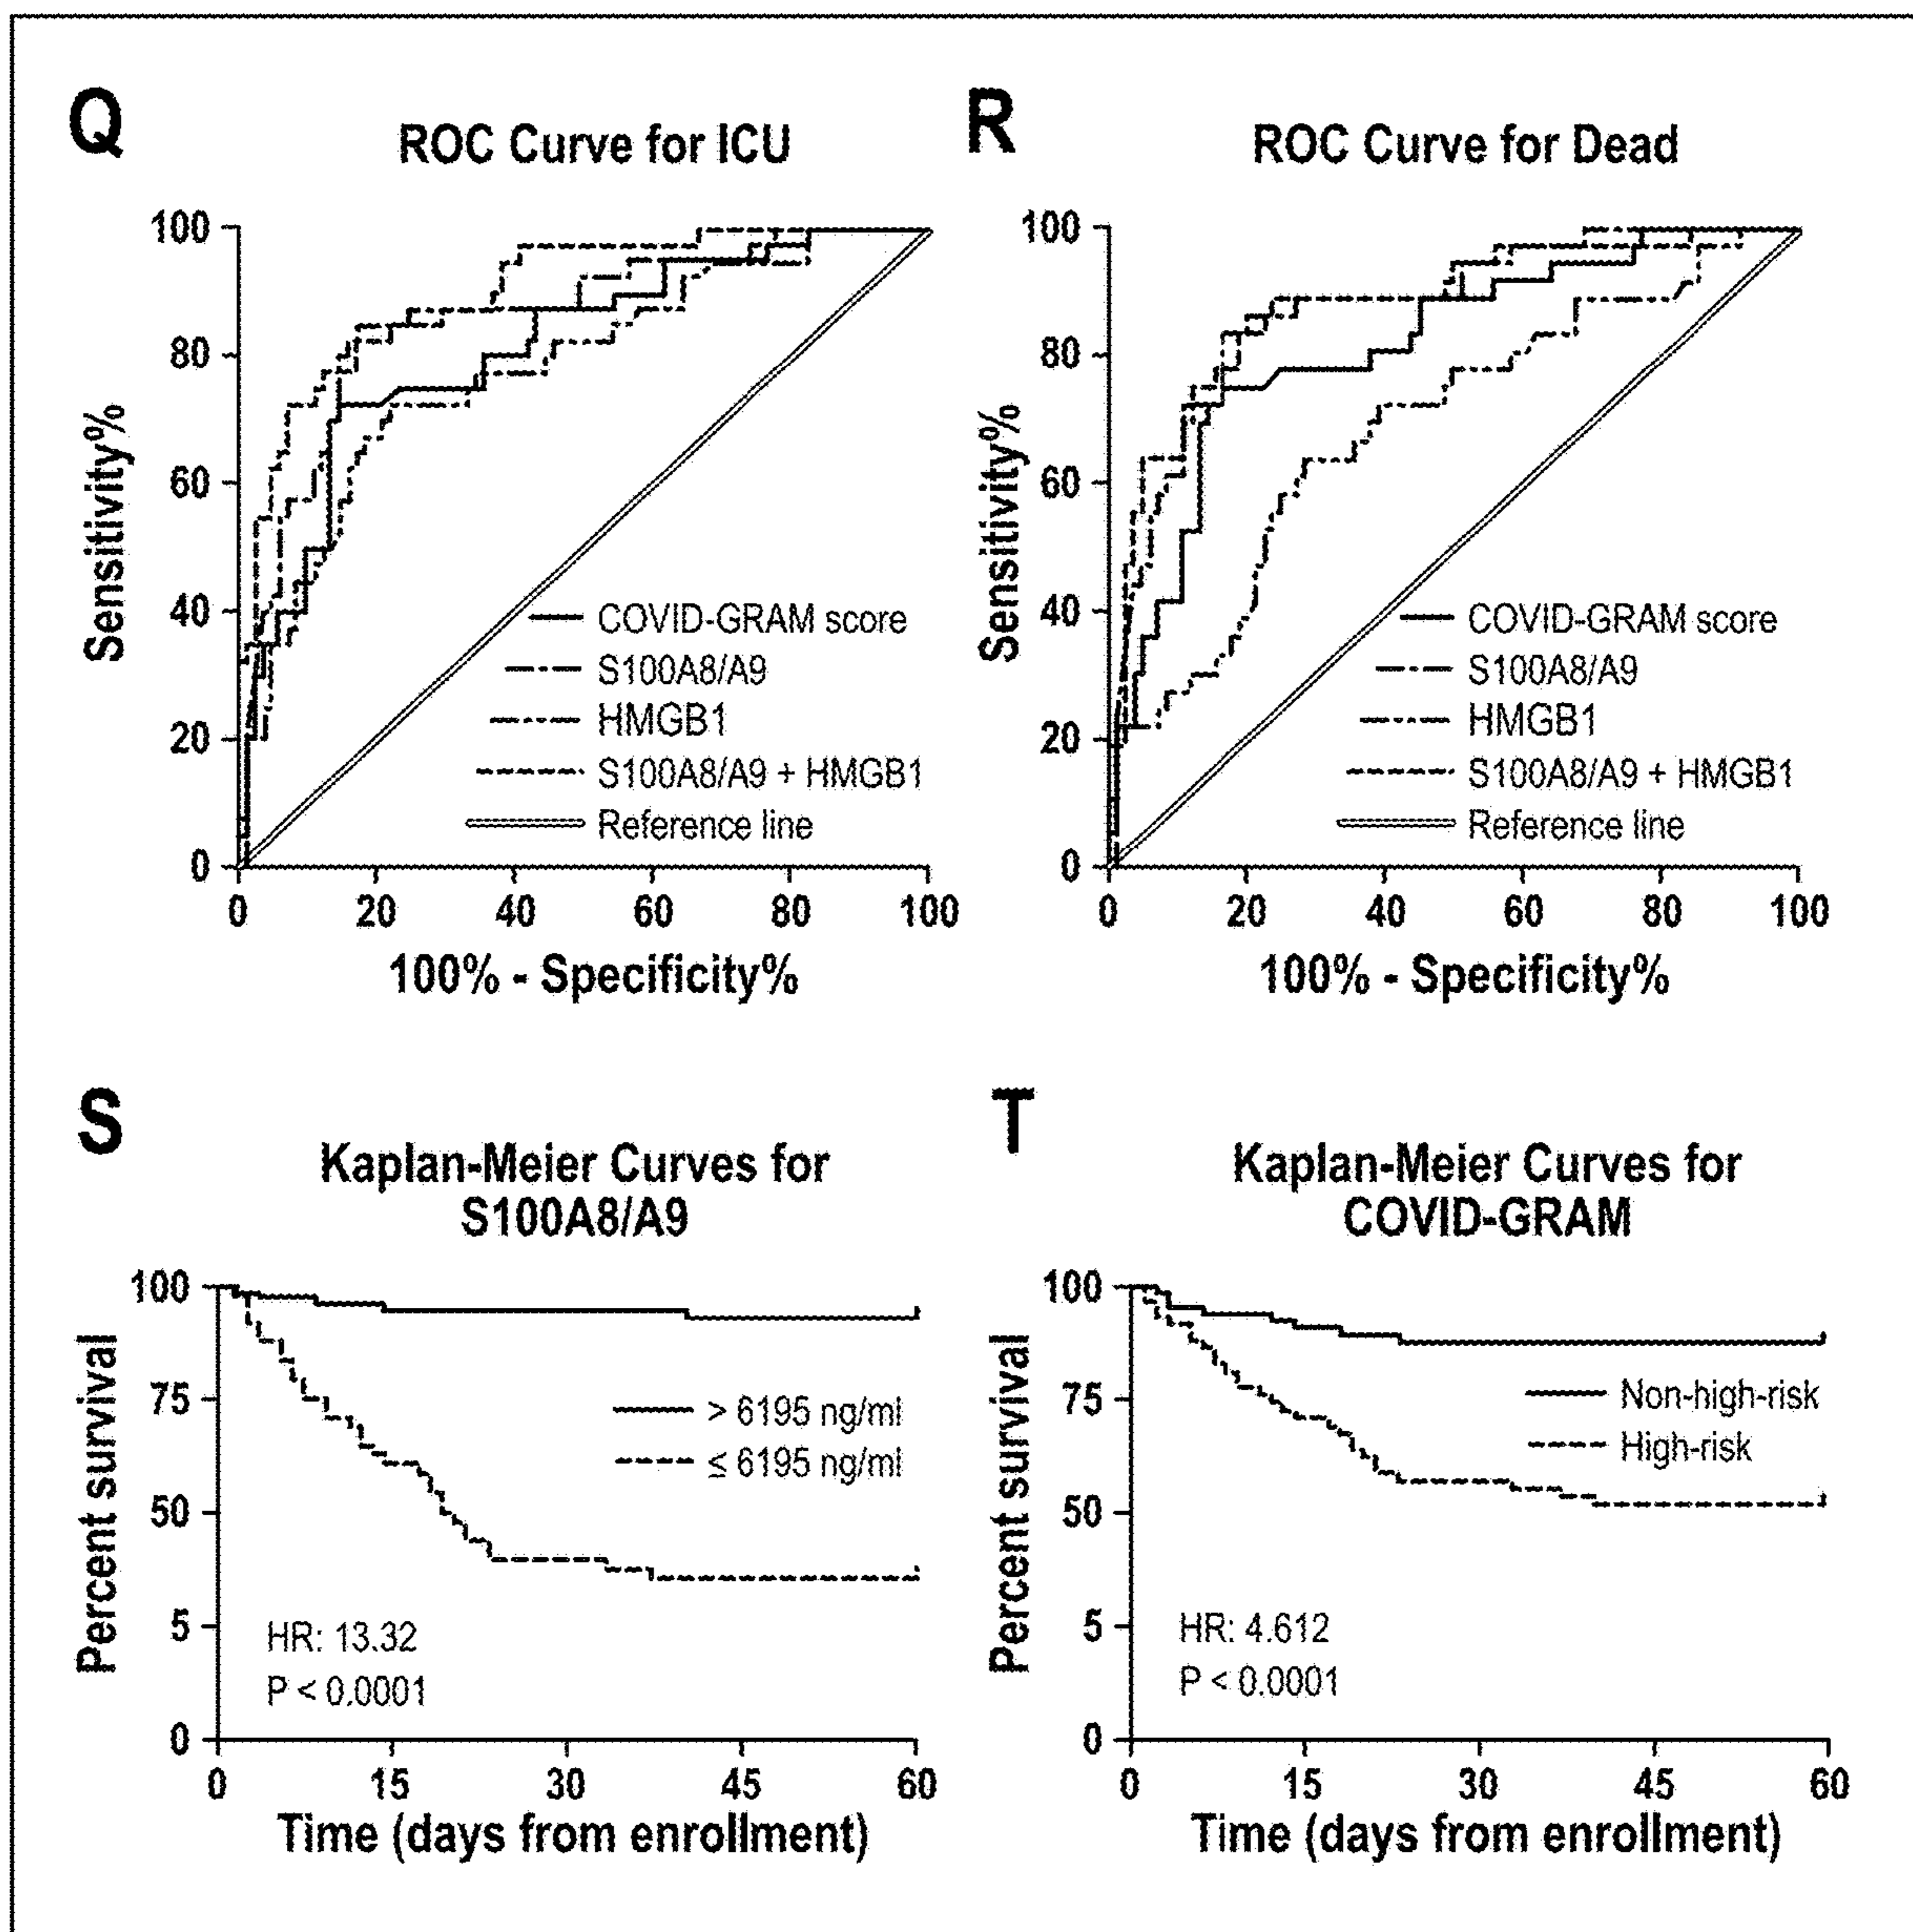 Q
ROC Curve for ICU
100
80
60
40
20
0
Sensitivity%
COVID-GRAM score
S100A8/A9
HMGB1
S100A8/A9 + HMGB1
Reference line
0 20 40 60 80 100
100% - Specificity%
R
ROC Curve for Dead
100
80
60
40
20
0
Sensitivity%
COVID-GRAM score
S100A8/A9
HMGB1
S100A8/A9 + HMGB1
Reference line
0 20 40 60 80 100
100% - Specificity%
S
Kaplan-Meier Curves for
S100A8/A9
100
75
50
5
0
Percent survival
> 6195 ng/ml
≤ 6195 ng/ml
HR: 13.32
P < 0.0001
0 15 30 45 60
Time (days from enrollment)
T
Kaplan-Meier Curves for
COVID-GRAM
100
75
50
5
0
Percent survival
Non-high-risk
High-risk
HR: 4.612
P < 0.0001
0 15 30 45 60
Time (days from enrollment)